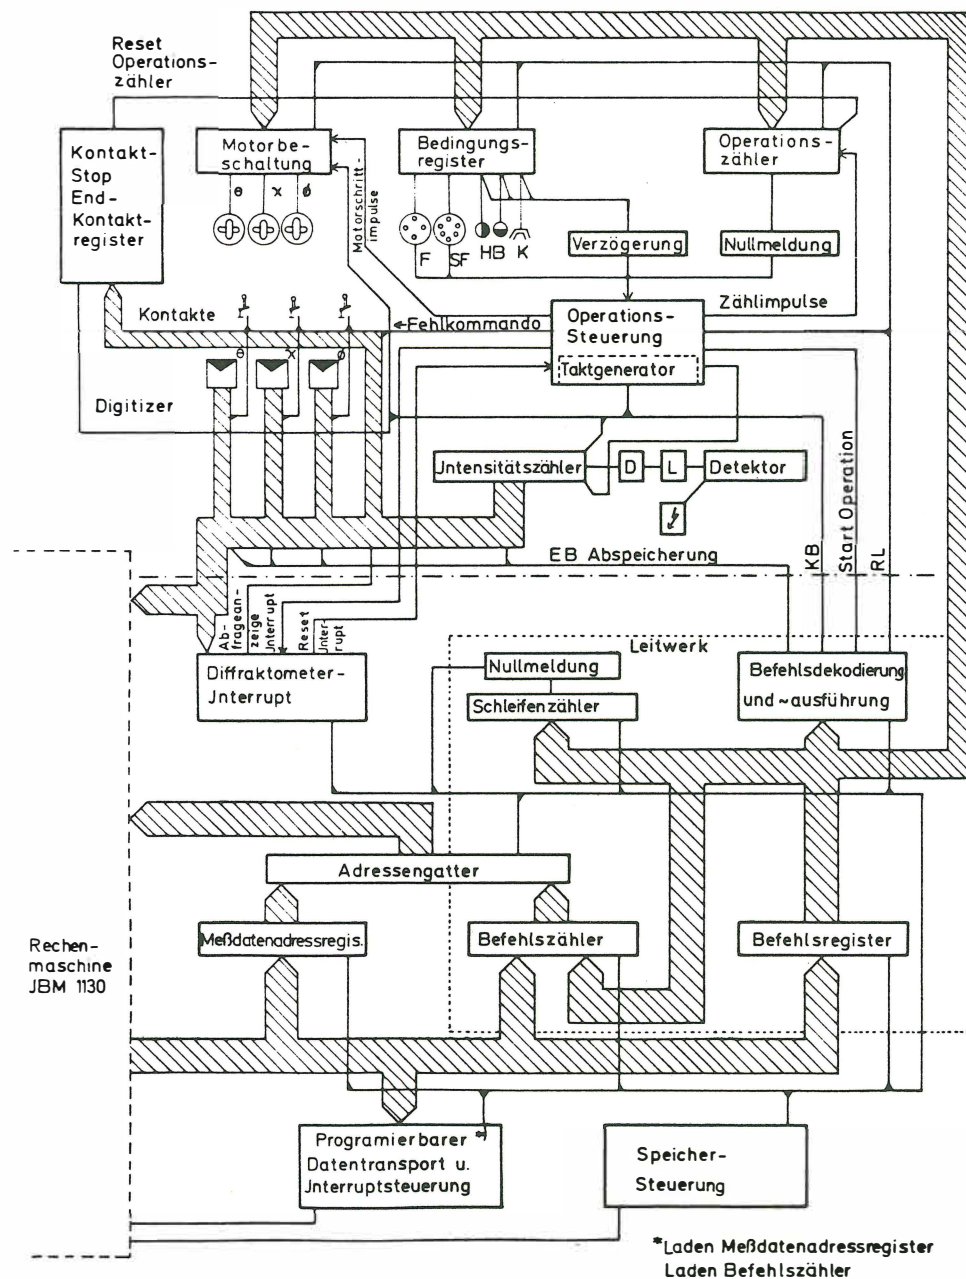 Reset
Operations-
zähler
Kontakt-
Stop
End-
Kontakt-
register
Motorbe-
schaltung
θ χ ϕ
Motorschritt-
impulse
Bedingungs-
register
F SF HB K
Operations-
zähler
Verzögerung
Nullmeldung
Zählimpulse
Kontakte
Fehlkommando
Operations-
Steuerung
Taktgenerator
θ χ ϕ
Digitizer
Jntensitätszähler
D
L
Detektor
EB Abspeicherung
KB
Start Operation
RL
Ab-
fragean-
zeige
Jnterrupt
Reset
Jnter-
rupt
Leitwerk
Diffraktometer-
Jnterrupt
Nullmeldung
Schleifenzähler
Befehlsdekodierung
und ~ausführung
Adressengatter
Meßdatenadressregis.
Befehlszähler
Befehlsregister
Rechen-
maschine
JBM 1130
Programierbarer *
Datentransport u.
Jnterruptsteuerung
Speicher-
Steuerung
*Laden Meßdatenadressregister
Laden Befehlszähler